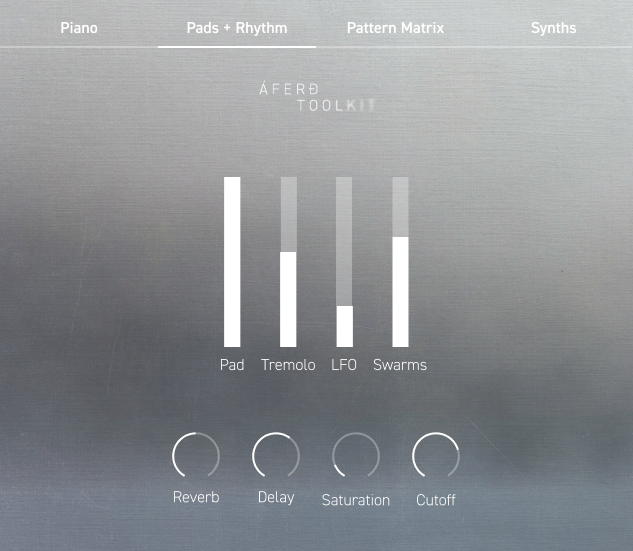 Piano Pads + Rhythm Pattern Matrix Synths
ÁFERÐ
TOOLKIT
Pad Tremolo LFO Swarms
Reverb Delay Saturation Cutoff